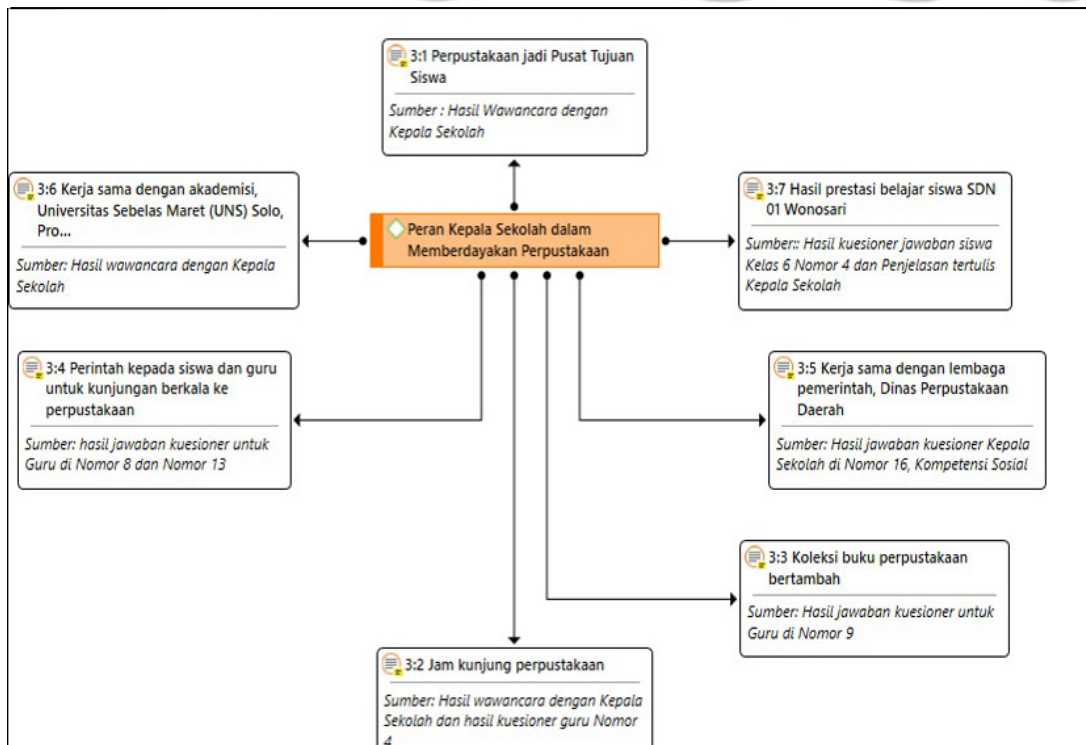 3:1 Perpustakaan jadi Pusat Tujuan
Siswa
Sumber : Hasil Wawancara dengan
Kepala Sekolah
3:6 Kerja sama dengan akademisi,
Universitas Sebelas Maret (UNS) Solo,
Pro...
Sumber: Hasil wawancara dengan Kepala
Sekolah
Peran Kepala Sekolah dalam
Memberdayakan Perpustakaan
3:7 Hasil prestasi belajar siswa SDN
01 Wonosari
Sumber:: Hasil kuesioner jawaban siswa
Kelas 6 Nomor 4 dan Penjelasan tertulis
Kepala Sekolah
3:4 Perintah kepada siswa dan guru
untuk kunjungan berkala ke
perpustakaan
Sumber: hasil jawaban kuesioner untuk
Guru di Nomor 8 dan Nomor 13
3:5 Kerja sama dengan lembaga
pemerintah, Dinas Perpustakaan
Daerah
Sumber: Hasil jawaban kuesioner Kepala
Sekolah di Nomor 16, Kompetensi Sosial
3:3 Koleksi buku perpustakaan
bertambah
Sumber: Hasil jawaban kuesioner untuk
Guru di Nomor 9
3:2 Jam kunjung perpustakaan
Sumber: Hasil wawancara dengan Kepala
Sekolah dan hasil kuesioner guru Nomor
4